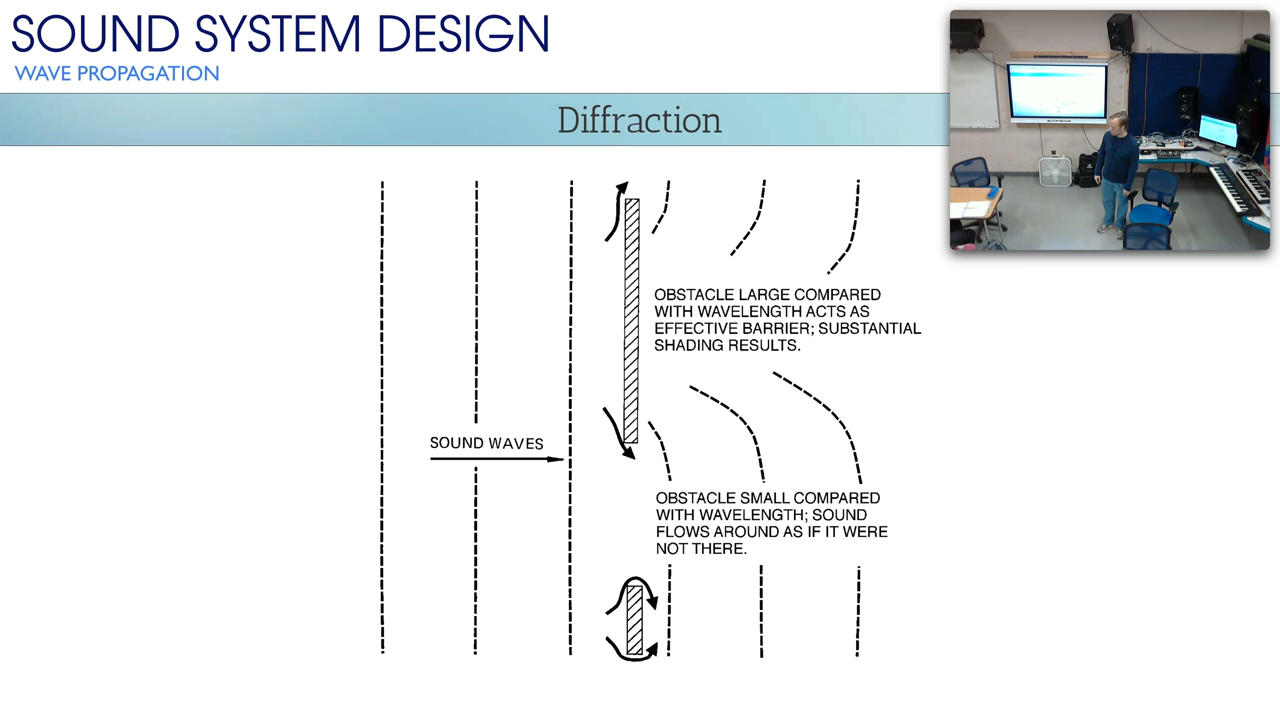 SOUND SYSTEM DESIGN
WAVE PROPAGATION
Diffraction
OBSTACLE LARGE COMPARED
WITH WAVELENGTH ACTS AS
EFFECTIVE BARRIER; SUBSTANTIAL
SHADING RESULTS.
SOUND WAVES
OBSTACLE SMALL COMPARED
WITH WAVELENGTH; SOUND
FLOWS AROUND AS IF IT WERE
NOT THERE.